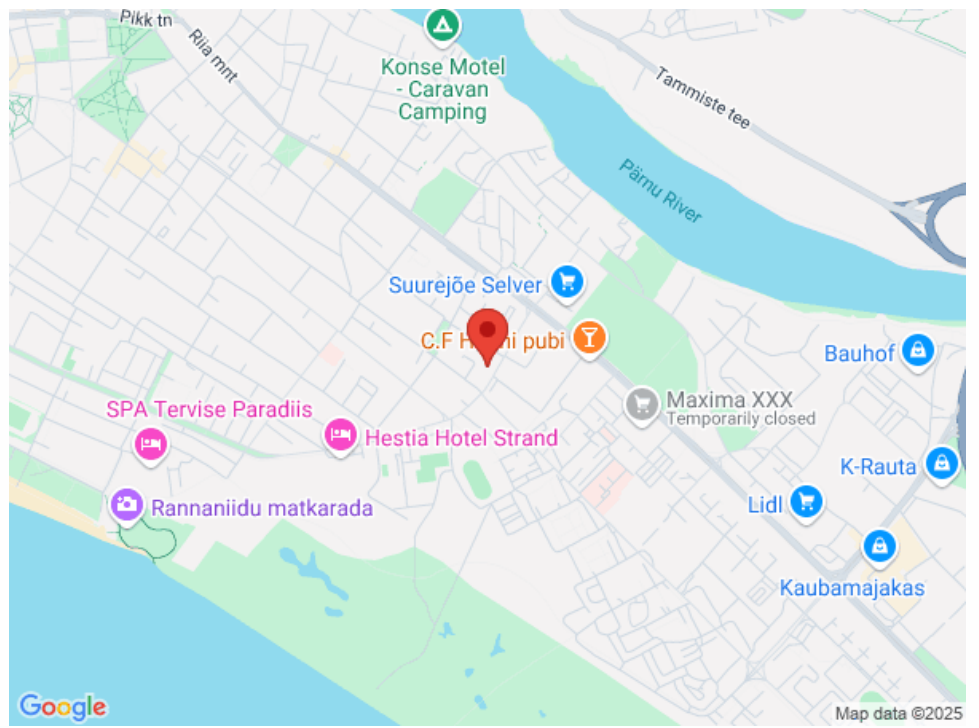 Pikk tn
Riia mnt
Konse Motel
- Caravan
Camping
Tammiste tee
Pärnu River
Suurejõe Selver
C.F H
ni pubi
Bauhof
Maxima XXX
Temporarily closed
SPA Tervise Paradiis
Hestia Hotel Strand
K-Rauta
Rannaniidu matkarada
Lidl
Kaubamajakas
Google
Map data ©2025